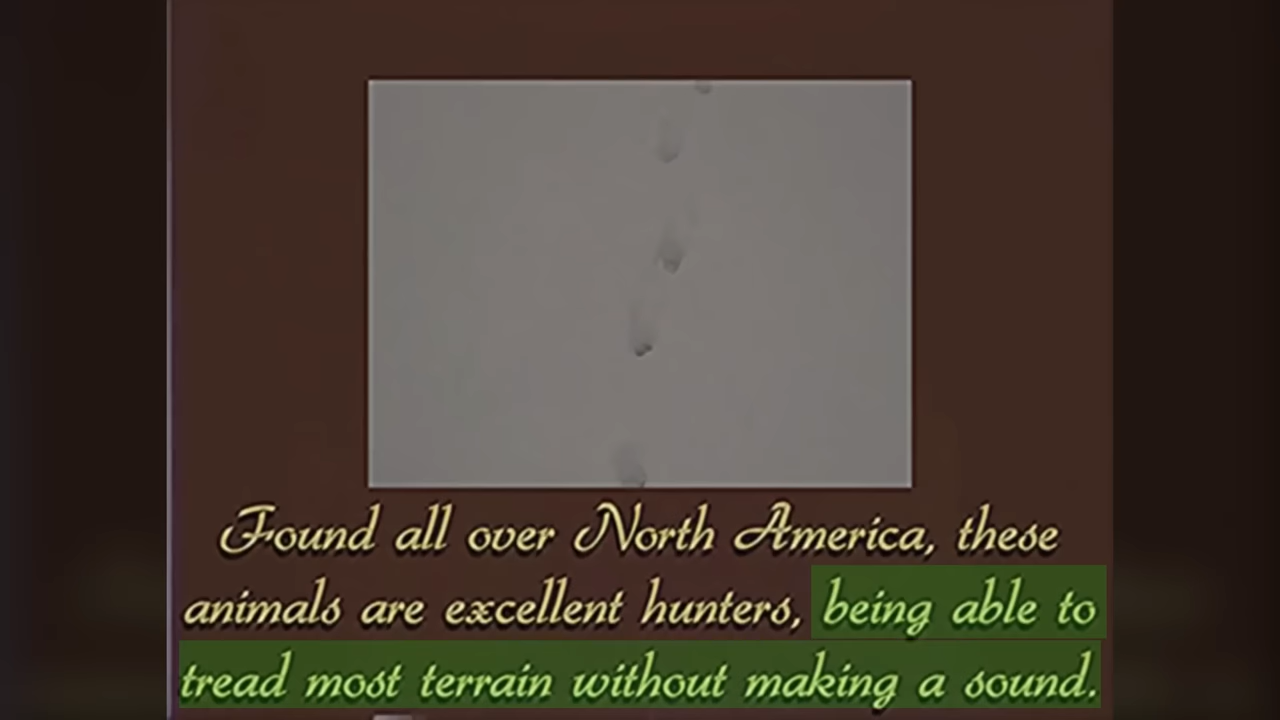 Found all over North America, these
animals are excellent hunters, being able to
tread most terrain without making a sound.